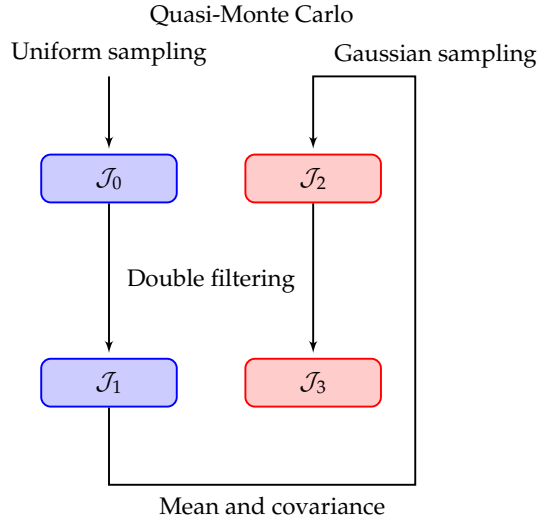 Quasi-Monte Carlo
Uniform sampling
Gaussian sampling
𝒥₀
𝒥₂
Double filtering
𝒥₁
𝒥₃
Mean and covariance